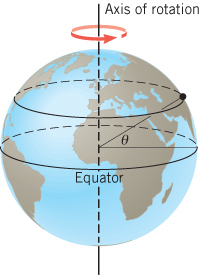 Axis of rotation
θ
Equator